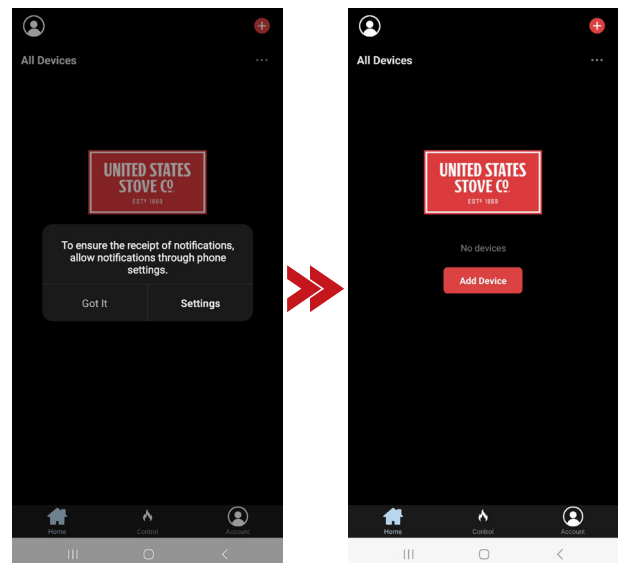 All Devices
UNITED STATES
STOVE CO.
ESTD 1869
To ensure the receipt of notifications,
allow notifications through phone
settings.
Got It
Settings
Home
Control
Account
All Devices
UNITED STATES
STOVE CO.
ESTD 1869
No devices
Add Device
Home
Control
Account